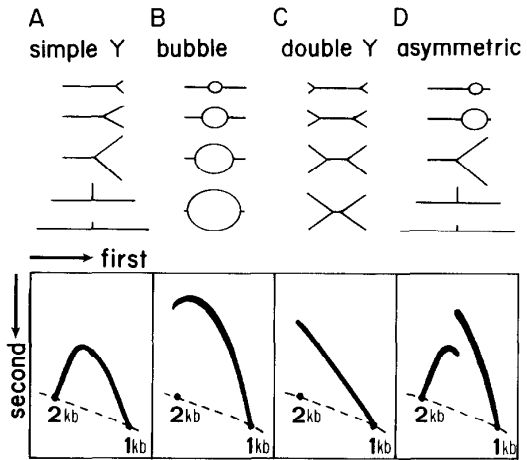 A B C D
simple Y bubble double Y asymmetric
first
second
2kb 1kb 2kb 1kb 2kb 1kb 2kb 1kb